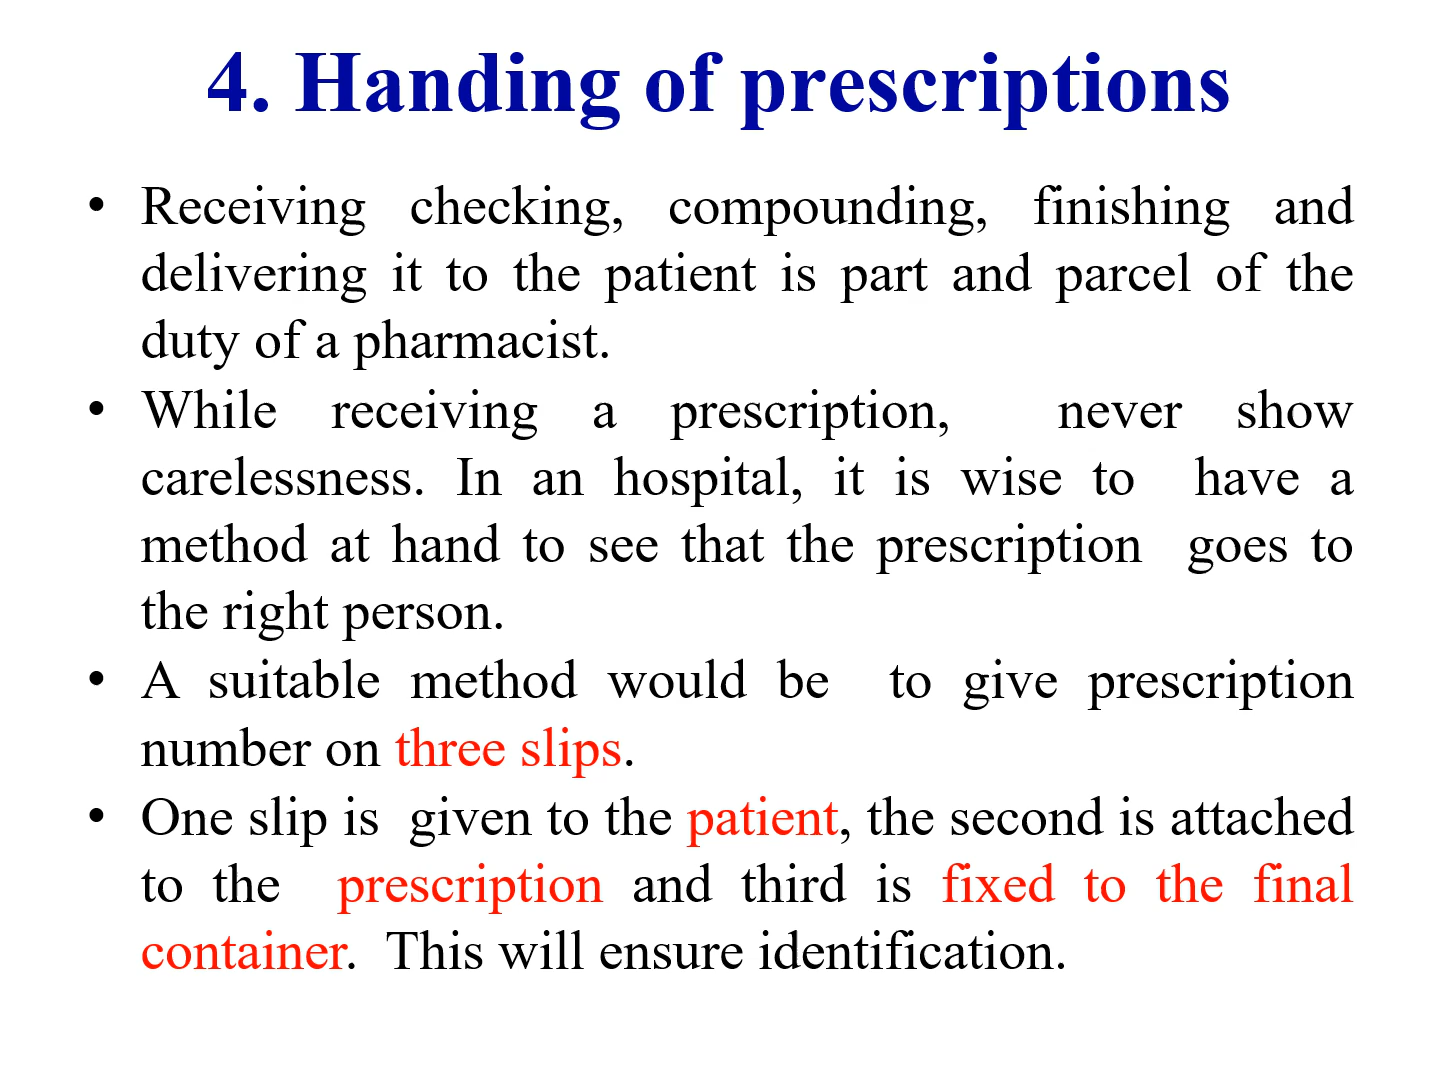 4. Handing of prescriptions
• Receiving checking, compounding, finishing and
delivering it to the patient is part and parcel of the
duty of a pharmacist.
• While receiving a prescription, never show
carelessness. In an hospital, it is wise to have a
method at hand to see that the prescription goes to
the right person.
• A suitable method would be to give prescription
number on three slips.
• One slip is given to the patient, the second is attached
to the prescription and third is fixed to the final
container. This will ensure identification.